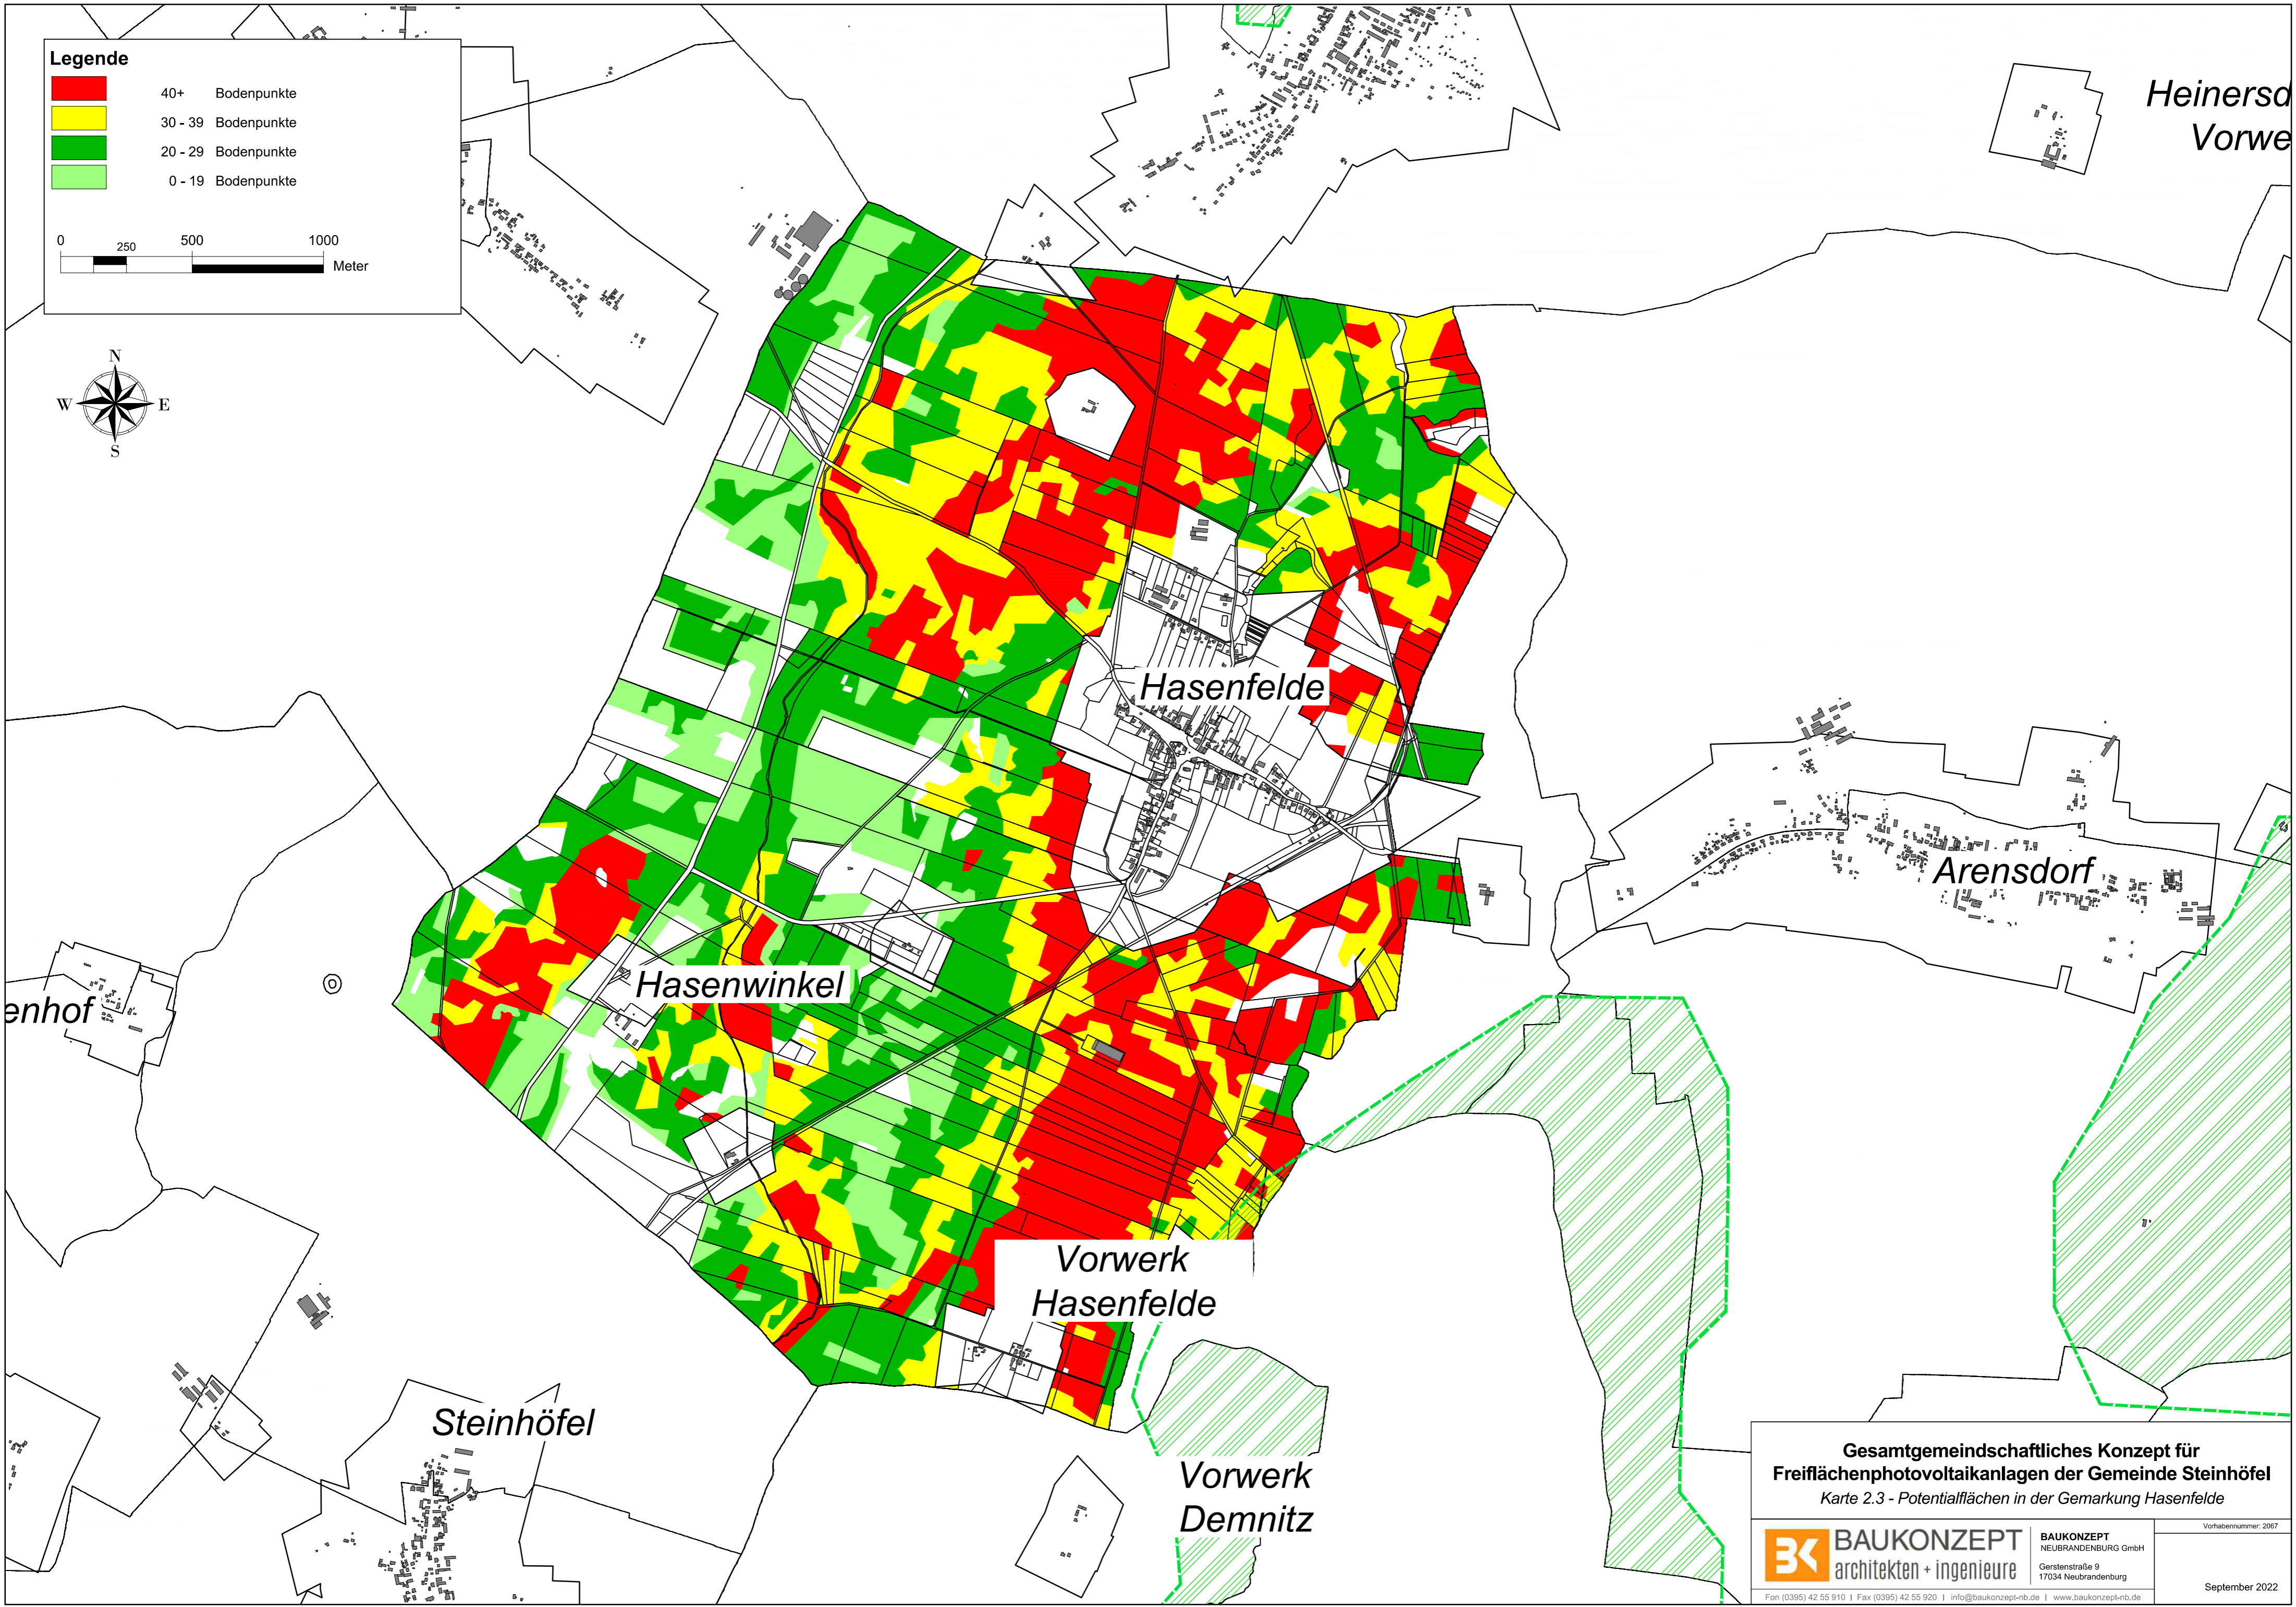 Legende
40+ Bodenpunkte
30 - 39 Bodenpunkte
20 - 29 Bodenpunkte
0 - 19 Bodenpunkte
0 250 500 1000
Meter
N
W E
S
Heinersd
Vorwe
Hasenfelde
Arensdorf
Hasenwinkel
enhof
Vorwerk
Hasenfelde
Steinhöfel
Vorwerk
Demnitz
Gesamtgemeindschaftliches Konzept für
Freiflächenphotovoltaikanlagen der Gemeinde Steinhöfel
Karte 2.3 - Potentialflächen in der Gemarkung Hasenfelde
BK BAUKONZEPT
architekten + ingenieure
BAUKONZEPT
NEUBRANDENBURG GmbH
Gerstenstraße 9
17034 Neubrandenburg
Fon (0395) 42 55 910 | Fax (0395) 42 55 920 | info@baukonzept-nb.de | www.baukonzept-nb.de
Vorhabennummer: 2067
September 2022